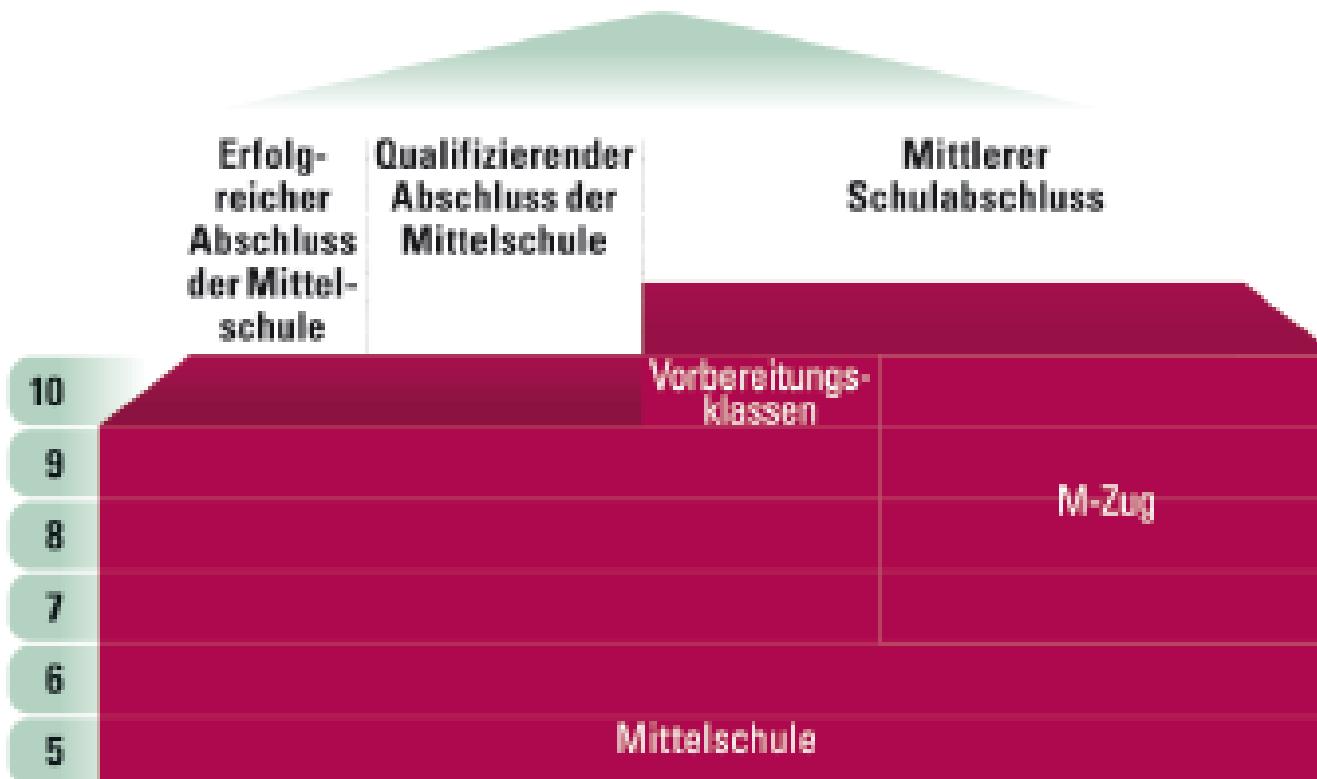 Erfolg-
reicher
Abschluss
der Mittel-
schule
Qualifizierender
Abschluss der
Mittelschule
Mittlerer
Schulabschluss
10
Vorbereitungs-
klassen
9
M-Zug
8
7
6
5
Mittelschule